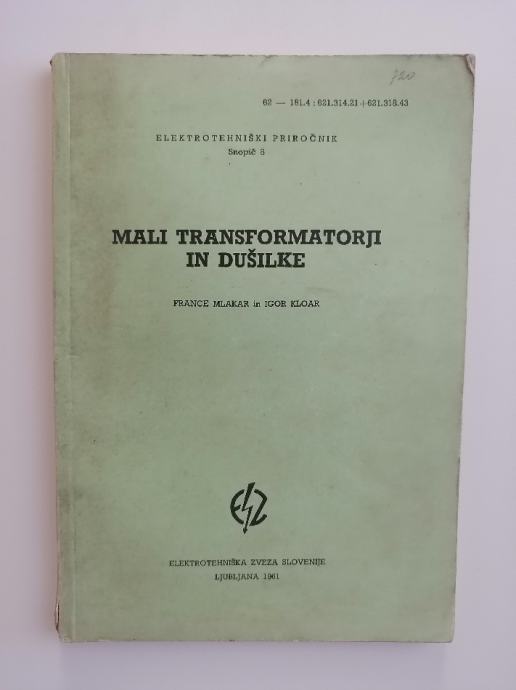 720
62 — 181.4 : 621.314.21+621.318.43
ELEKTROTEHNIŠKI PRIROČNIK
Snopič 8
MALI TRANSFORMATORJI
IN DUŠILKE
FRANCE MLAKAR in IGOR KLOAR
EZ
ELEKTROTEHNIŠKA ZVEZA SLOVENIJE
LJUBLJANA 1961